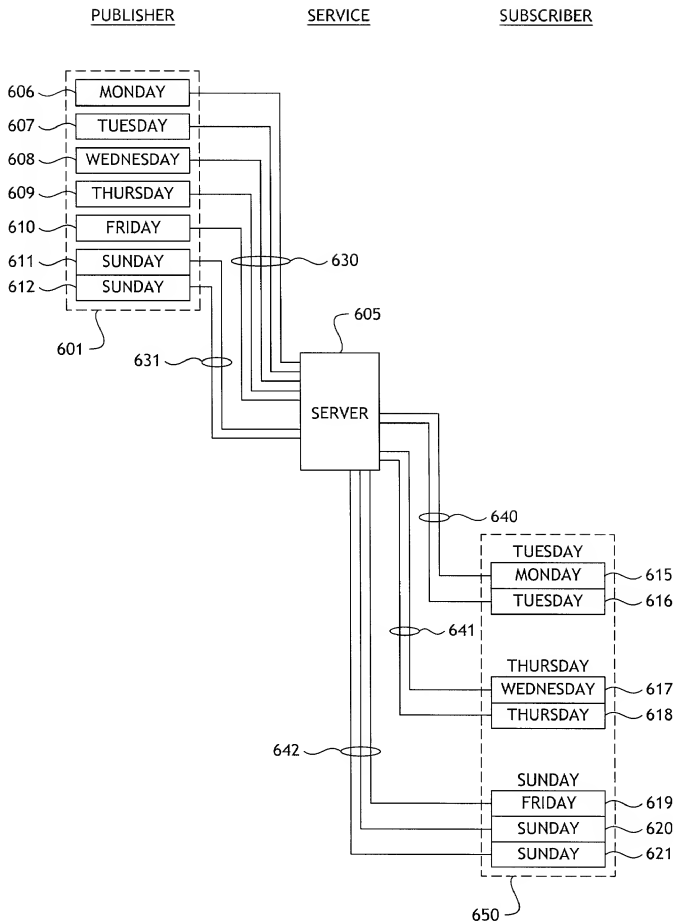 PUBLISHER SERVICE SUBSCRIBER
606 MONDAY
607 TUESDAY
608 WEDNESDAY
609 THURSDAY
610 FRIDAY
611 SUNDAY
612 SUNDAY
630
601
631
605
SERVER
640
TUESDAY
MONDAY 615
TUESDAY 616
641
THURSDAY
WEDNESDAY 617
THURSDAY 618
642
SUNDAY
FRIDAY 619
SUNDAY 620
SUNDAY 621
650